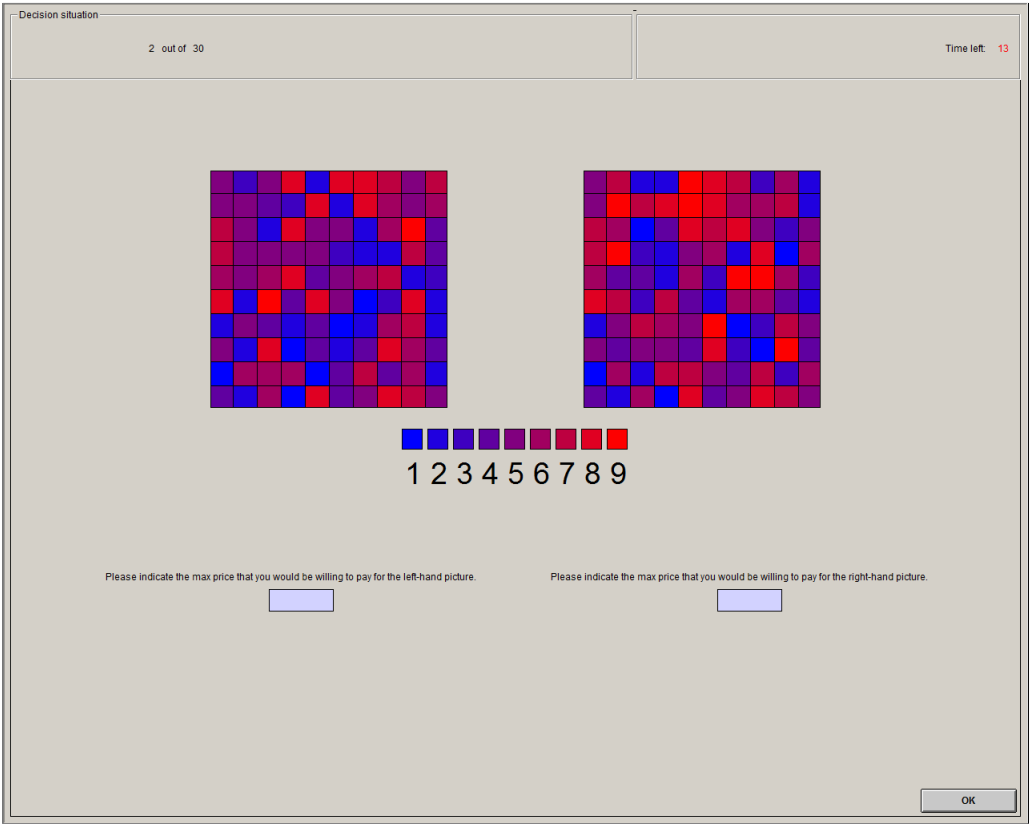 Decision situation
2 out of 30
Time left: 13
1 2 3 4 5 6 7 8 9
Please indicate the max price that you would be willing to pay for the left-hand picture.
Please indicate the max price that you would be willing to pay for the right-hand picture.
OK